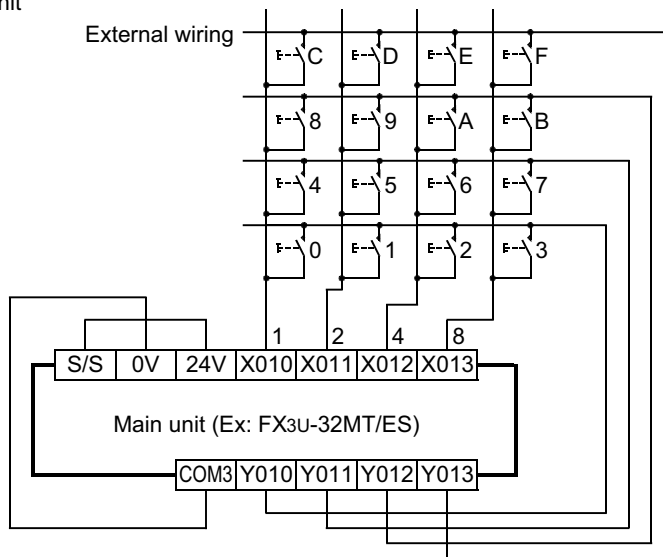 nit
External wiring
C D E F
8 9 A B
4 5 6 7
0 1 2 3
1 2 4 8
S/S 0V 24V X010 X011 X012 X013
Main unit (Ex: FX3U-32MT/ES)
COM3 Y010 Y011 Y012 Y013